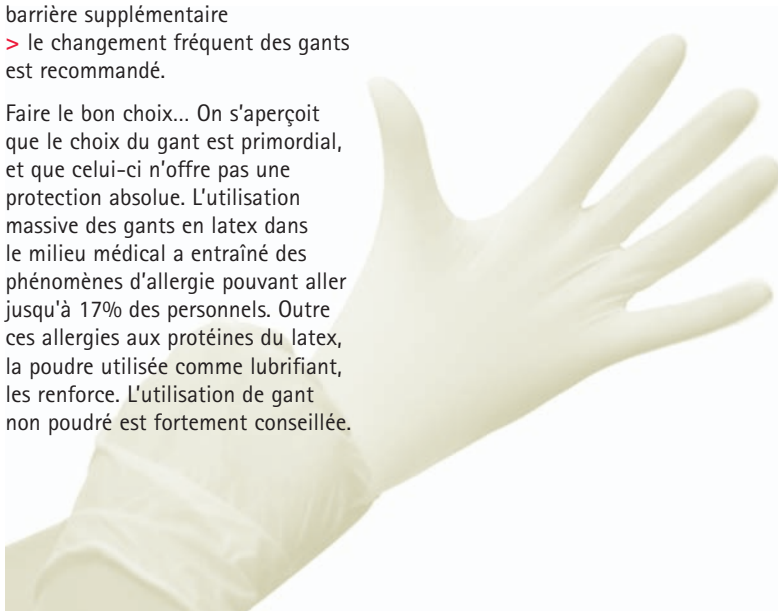 barrière supplémentaire
> le changement fréquent des gants
est recommandé.
Faire le bon choix... On s'aperçoit
que le choix du gant est primordial,
et que celui-ci n'offre pas une
protection absolue. L'utilisation
massive des gants en latex dans
le milieu médical a entraîné des
phénomènes d'allergie pouvant aller
jusqu'à 17% des personnels. Outre
ces allergies aux protéines du latex,
la poudre utilisée comme lubrifiant,
les renforce. L'utilisation de gant
non poudré est fortement conseillée.